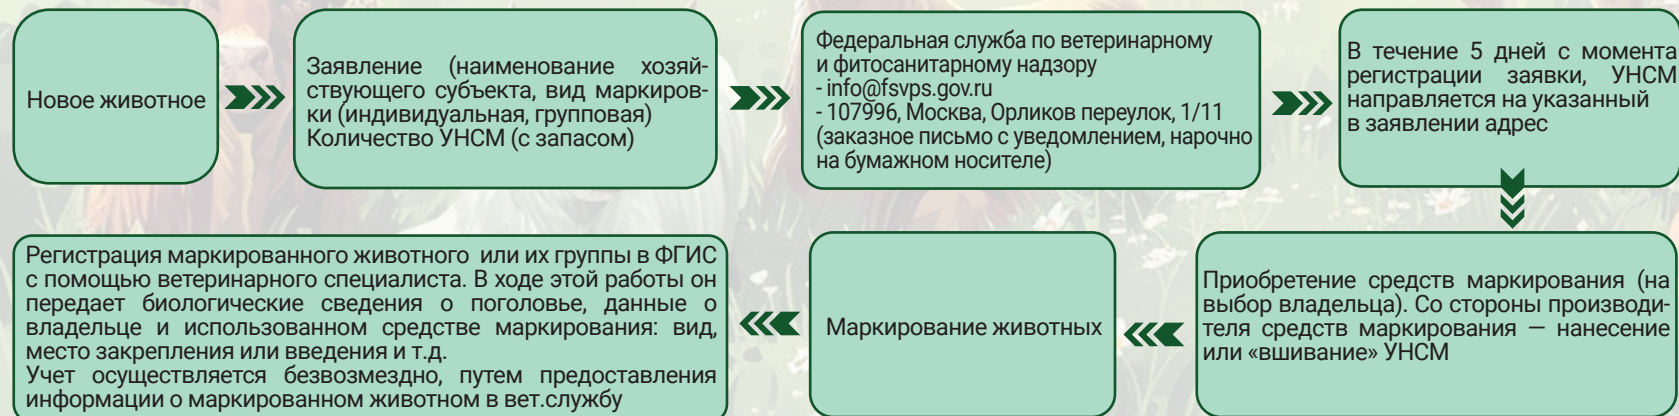 Новое животное
Заявление (наименование хозяй-
ствующего субъекта, вид маркиров-
ки (индивидуальная, групповая)
Количество УНСМ (с запасом)
Федеральная служба по ветеринарному
и фитосанитарному надзору
- info@fsvps.gov.ru
- 107996, Москва, Орликов переулок, 1/11
(заказное письмо с уведомлением, нарочно
на бумажном носителе)
В течение 5 дней с момента
регистрации заявки, УНСМ
направляется на указанный
в заявлении адрес
Приобретение средств маркирования (на
выбор владельца). Со стороны производи-
теля средств маркирования — нанесение
или «вшивание» УНСМ
Маркирование животных
Регистрация маркированного животного или их группы в ФГИС
с помощью ветеринарного специалиста. В ходе этой работы он
передает биологические сведения о поголовье, данные о
владельце и использованном средстве маркирования: вид,
место закрепления или введения и т.д.
Учет осуществляется безвозмездно, путем предоставления
информации о маркированном животном в вет.службу